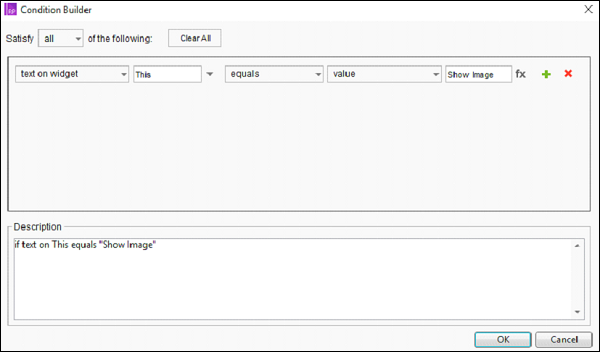 Condition Builder
Satisfy all of the following: Clear All
text on widget This equals value Show Image fx
Description
if text on This equals "Show Image"
OK Cancel